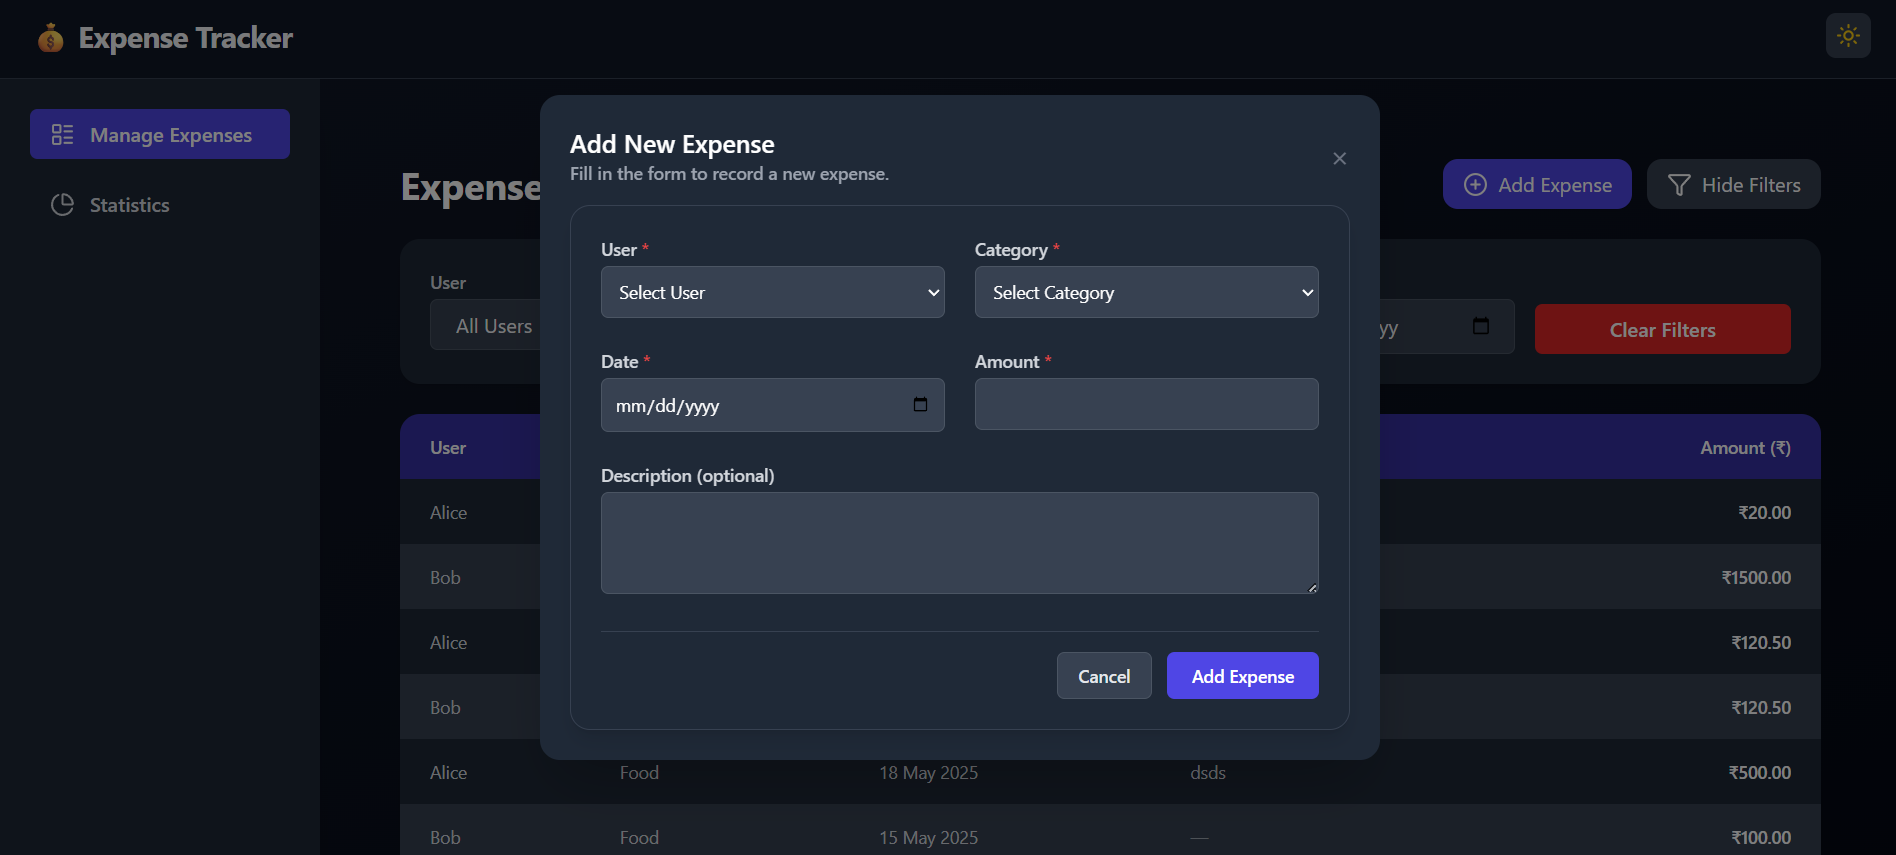 Expense Tracker
Manage Expenses
Statistics
Expense
Add Expense
Hide Filters
User
All Users
yy
Clear Filters
User
Amount (₹)
Alice
₹20.00
Bob
₹1500.00
Alice
₹120.50
Bob
₹120.50
Alice Food 18 May 2025 dsds ₹500.00
Bob Food 15 May 2025 — ₹100.00
Add New Expense
Fill in the form to record a new expense.
User *
Category *
Select User
Select Category
Date *
Amount *
mm/dd/yyyy
Description (optional)
Cancel
Add Expense